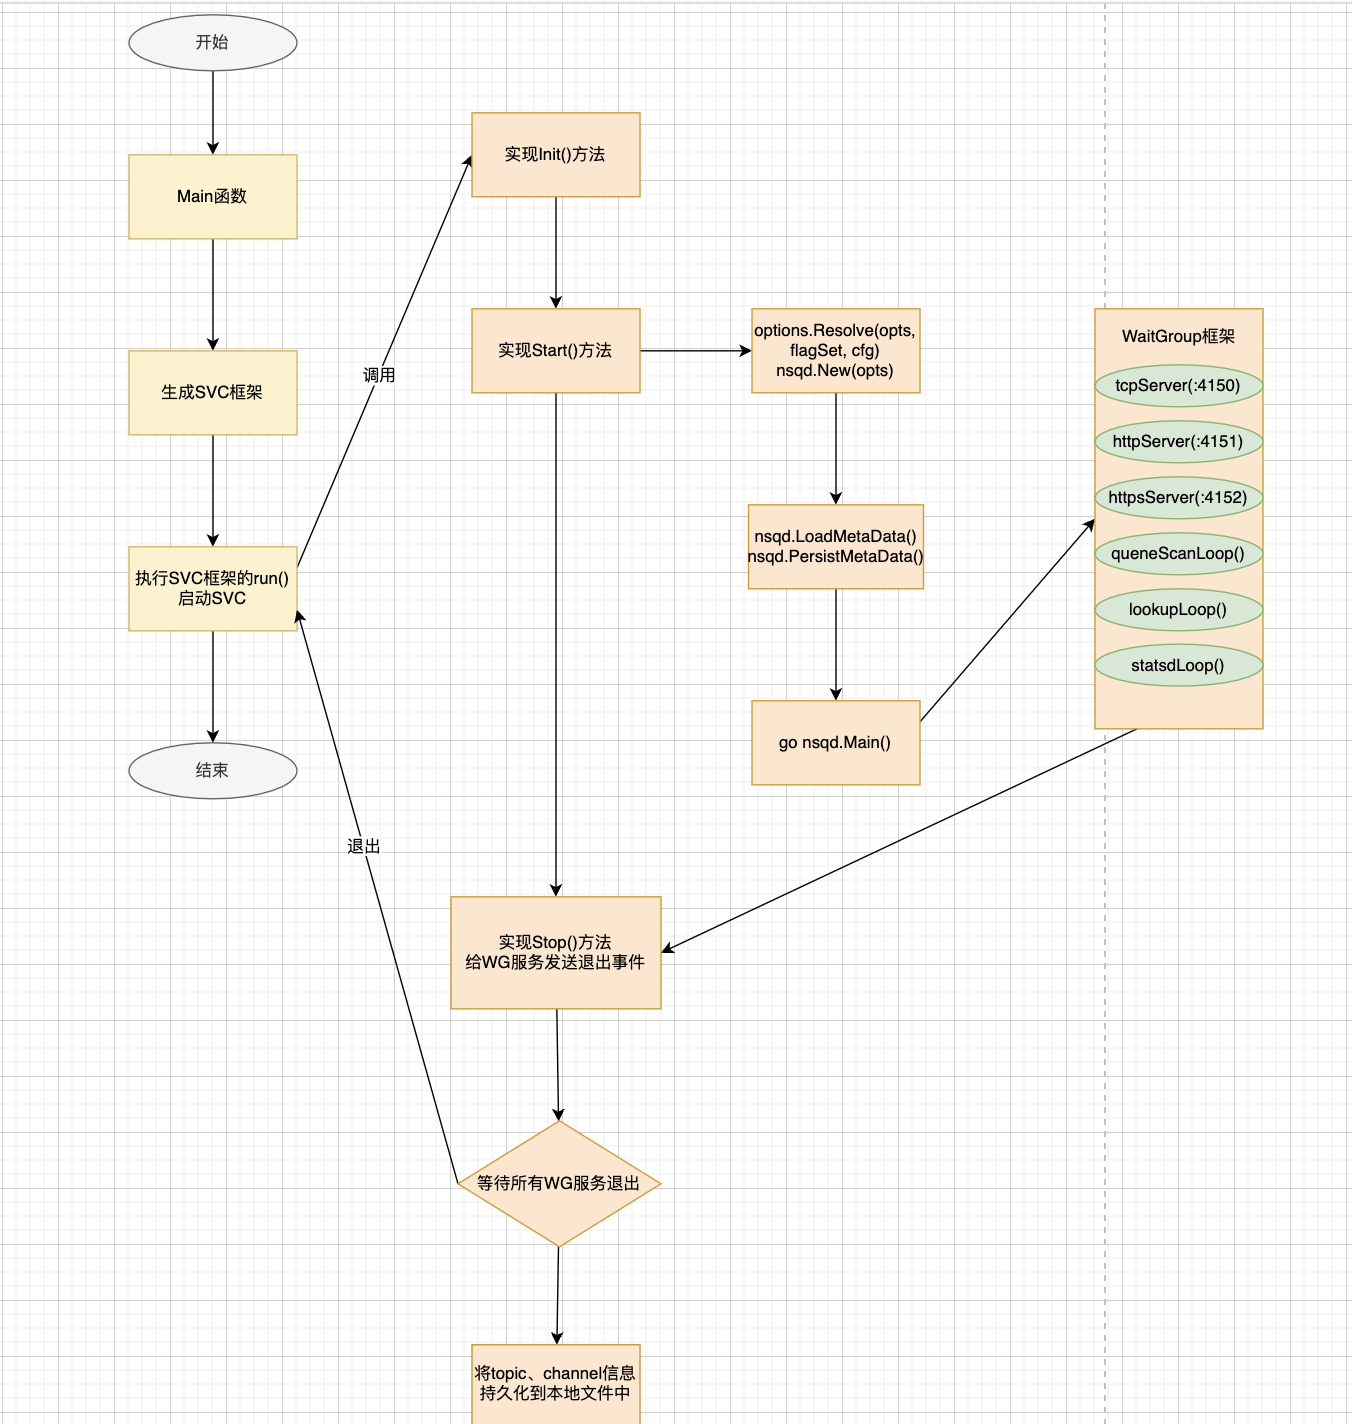 开始
Main函数
生成SVC框架
执行SVC框架的run()
启动SVC
结束
调用
退出
实现Init()方法
实现Start()方法
options.Resolve(opts,
flagSet, cfg)
nsqd.New(opts)
nsqd.LoadMetaData()
nsqd.PersistMetaData()
go nsqd.Main()
WaitGroup框架
tcpServer(:4150)
httpServer(:4151)
httpsServer(:4152)
queneScanLoop()
lookupLoop()
statsdLoop()
实现Stop()方法
给WG服务发送退出事件
等待所有WG服务退出
将topic、channel信息
持久化到本地文件中